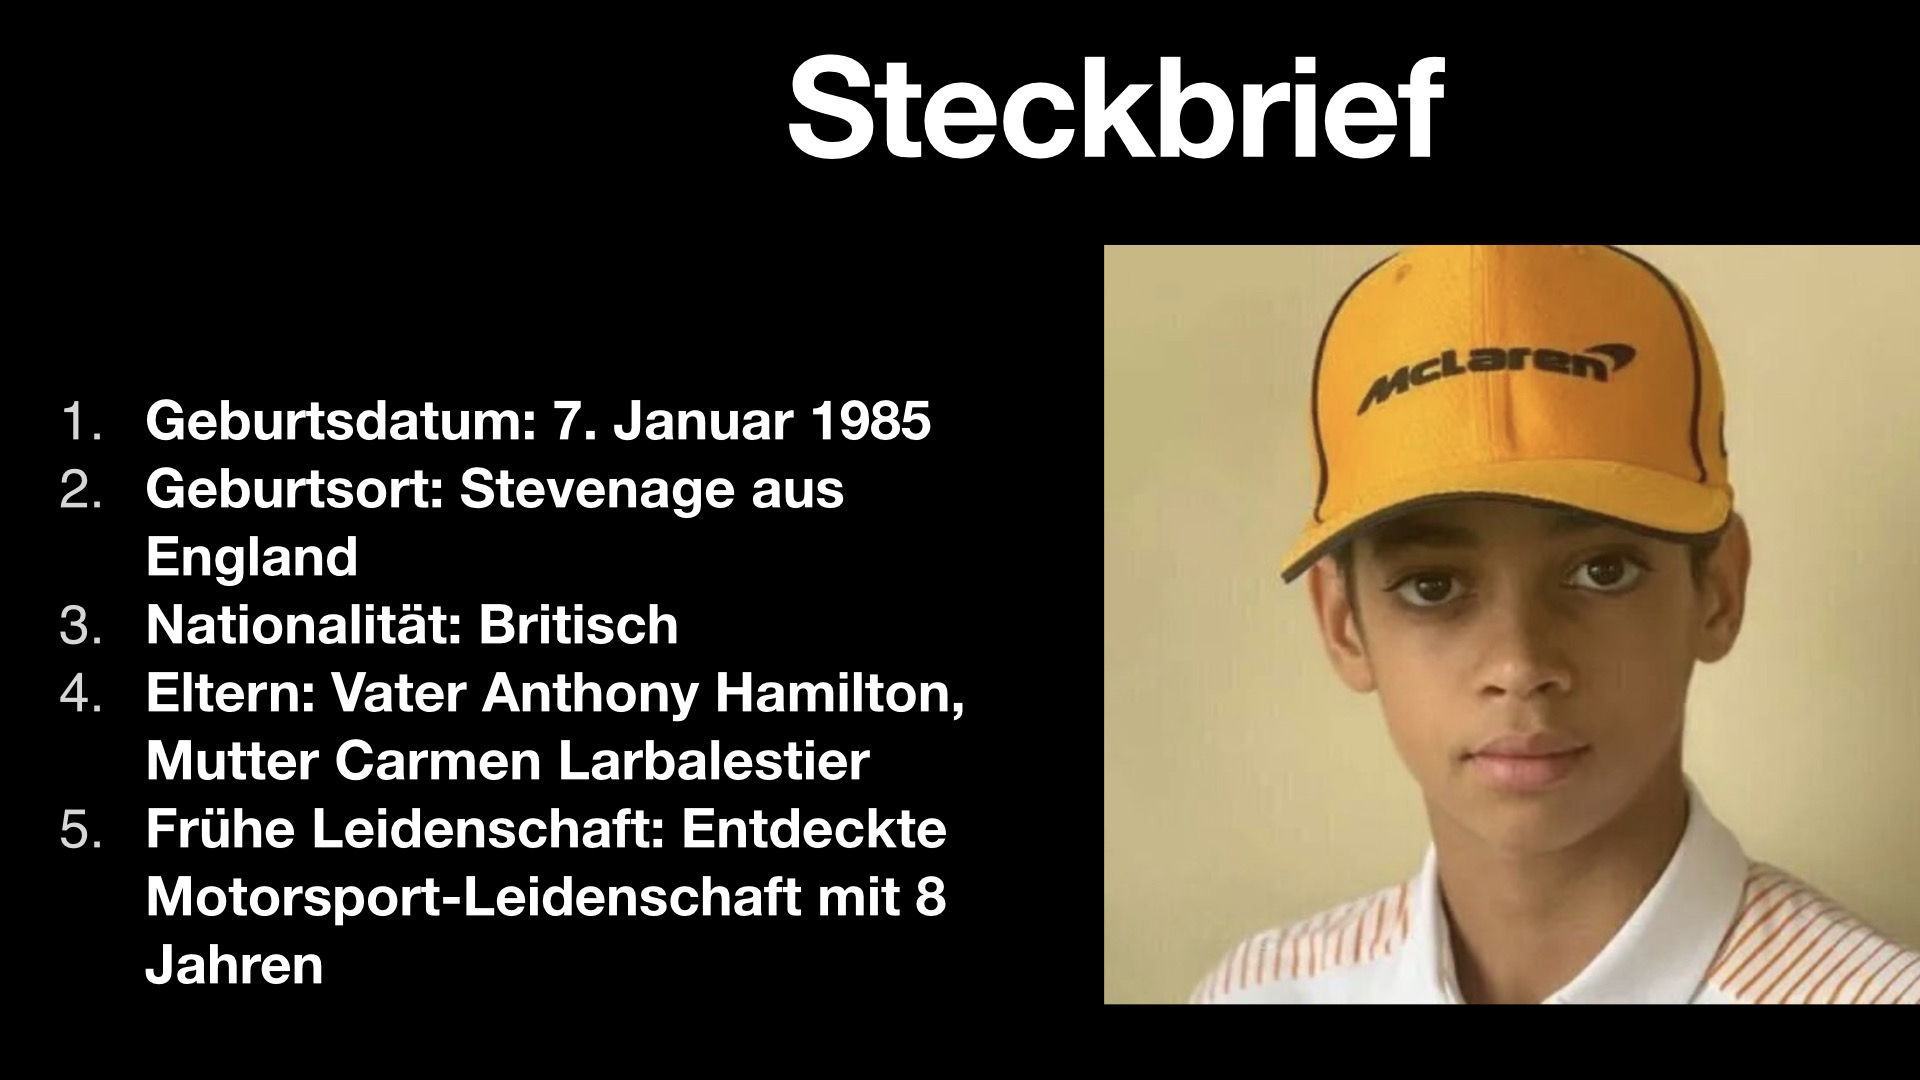 Steckbrief
McLaren
1. Geburtsdatum: 7. Januar 1985
2. Geburtsort: Stevenage aus
England
3. Nationalität: Britisch
4. Eltern: Vater Anthony Hamilton,
Mutter Carmen Larbalestier
5. Frühe Leidenschaft: Entdeckte
Motorsport-Leidenschaft mit 8
Jahren